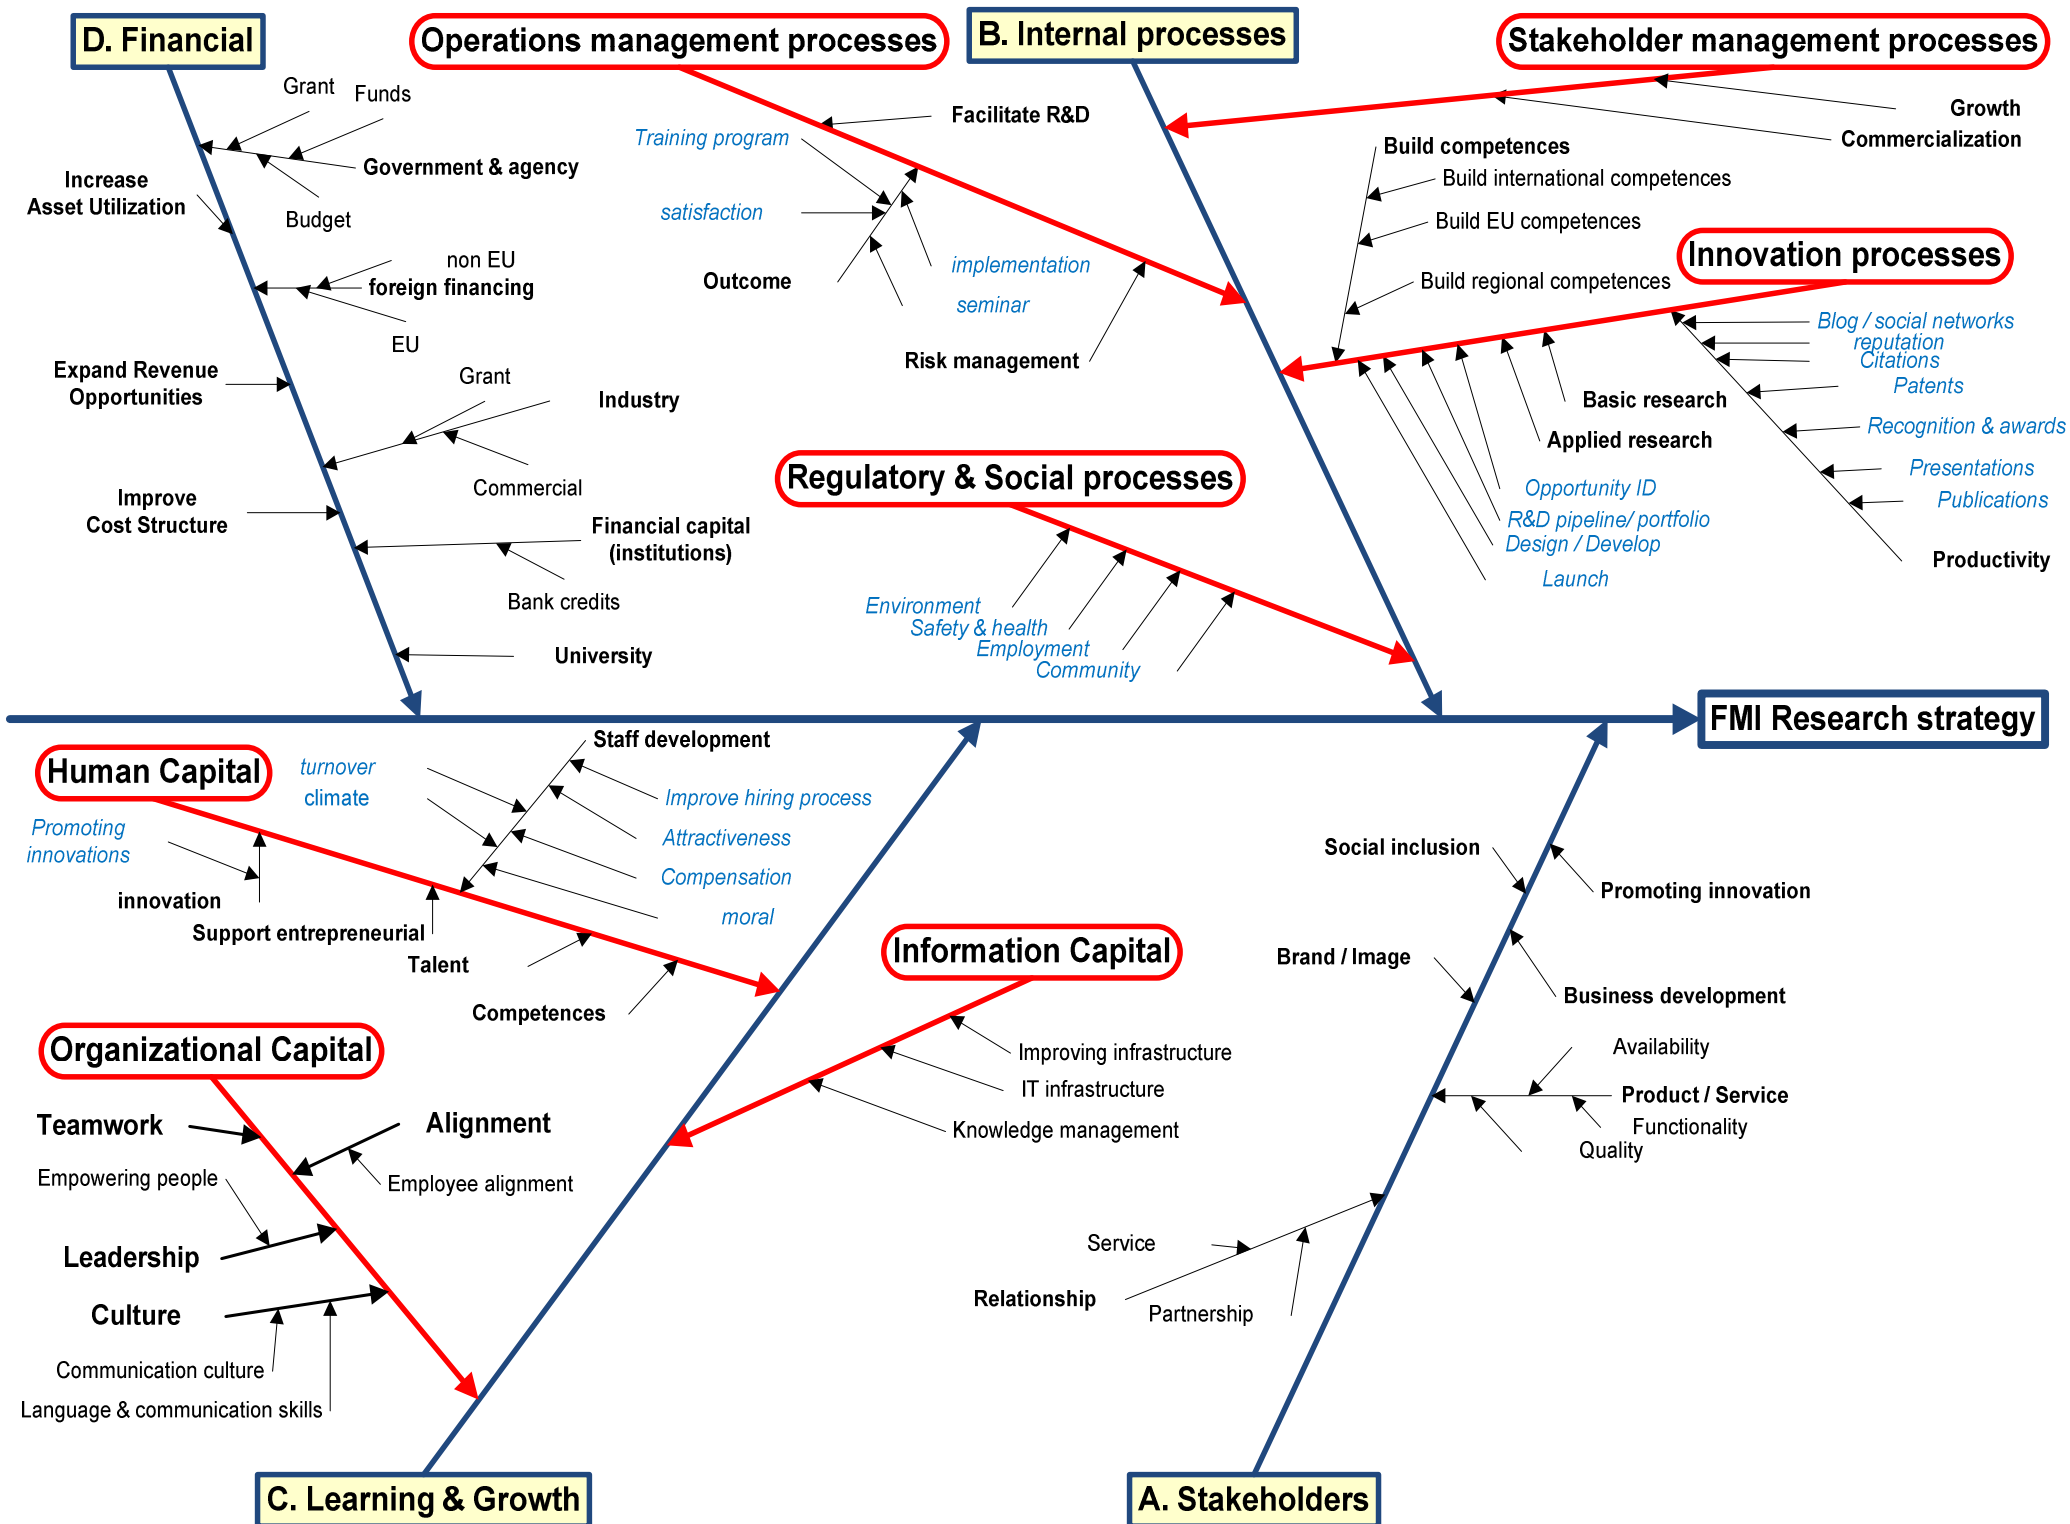 D. Financial
Operations management processes
B. Internal processes
Stakeholder management processes
Grant
Funds
Government & agency
Increase
Asset Utilization
Budget
non EU
foreign financing
EU
Expand Revenue
Opportunities
Grant
Industry
Commercial
Improve
Cost Structure
Financial capital
(institutions)
Bank credits
University
Facilitate R&D
Training program
satisfaction
Outcome
implementation
seminar
Risk management
Regulatory & Social processes
Environment
Safety & health
Employment
Community
Growth
Commercialization
Build competences
Build international competences
Build EU competences
Build regional competences
Innovation processes
Blog / social networks
reputation
Citations
Patents
Recognition & awards
Presentations
Publications
Productivity
Basic research
Applied research
Opportunity ID
R&D pipeline/ portfolio
Design / Develop
Launch
FMI Research strategy
Human Capital
turnover
climate
Staff development
Improve hiring process
Attractiveness
Compensation
moral
Promoting
innovations
innovation
Support entrepreneurial
Talent
Competences
Information Capital
Improving infrastructure
IT infrastructure
Knowledge management
Organizational Capital
Teamwork
Alignment
Empowering people
Employee alignment
Leadership
Culture
Communication culture
Language & communication skills
Social inclusion
Promoting innovation
Brand / Image
Business development
Availability
Product / Service
Functionality
Quality
Service
Relationship
Partnership
C. Learning & Growth
A. Stakeholders